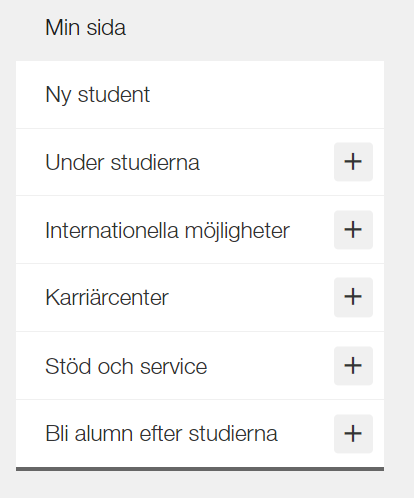 Min sida
Ny student
Under studierna
Internationella möjligheter
Karriärcenter
Stöd och service
Bli alumn efter studierna